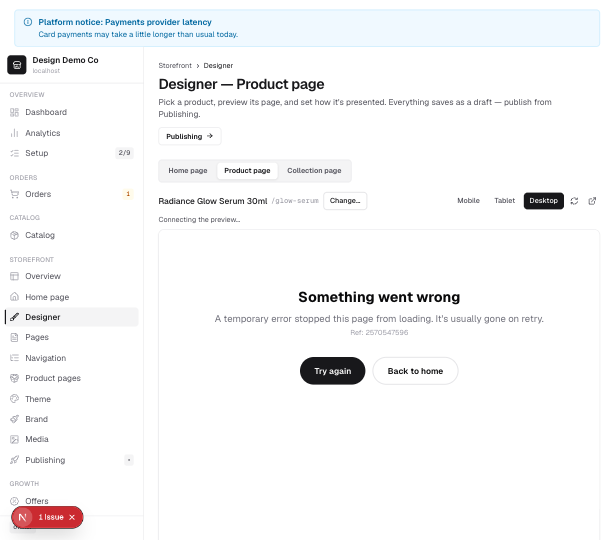 Platform notice: Payments provider latency
Card payments may take a little longer than usual today.
Design Demo Co
localhost
OVERVIEW
Dashboard
Analytics
Setup 2/9
ORDERS
Orders 1
CATALOG
Catalog
STOREFRONT
Overview
Home page
Designer
Pages
Navigation
Product pages
Theme
Brand
Media
Publishing
GROWTH
Offers
N 1 Issue
Storefront › Designer
Designer — Product page
Pick a product, preview its page, and set how it's presented. Everything saves as a draft — publish from
Publishing.
Publishing →
Home page Product page Collection page
Radiance Glow Serum 30ml /glow-serum Change… Mobile Tablet Desktop
Connecting the preview…
Something went wrong
A temporary error stopped this page from loading. It's usually gone on retry.
Ref: 2570547596
Try again Back to home